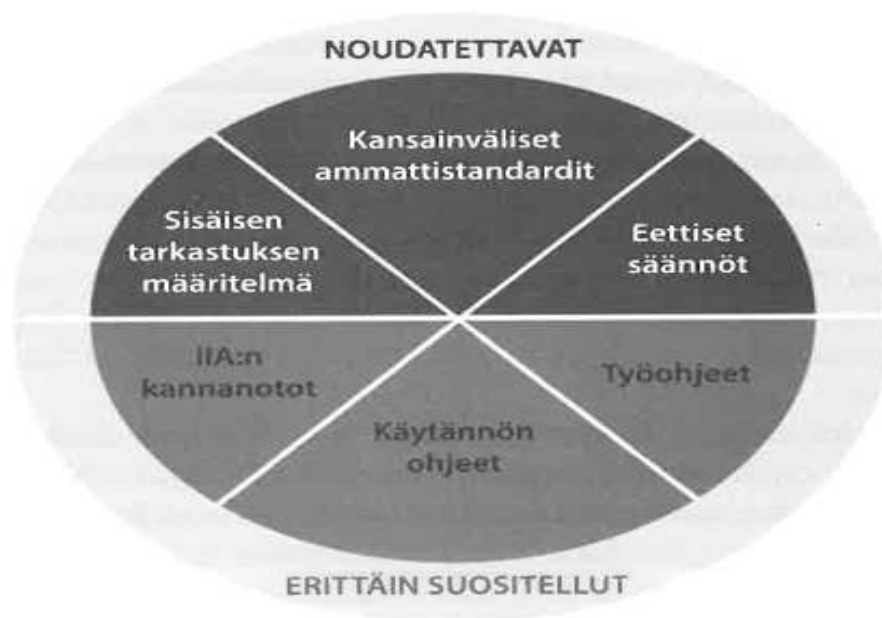 NOUDATETTAVAT
Kansainväliset
ammattistandardit
Sisäisen
tarkastuksen
määritelmä
Eettiset
säännöt
IIA:n
kannanotot
Työohjeet
Käytännön
ohjeet
ERITTÄIN SUOSITELLUT